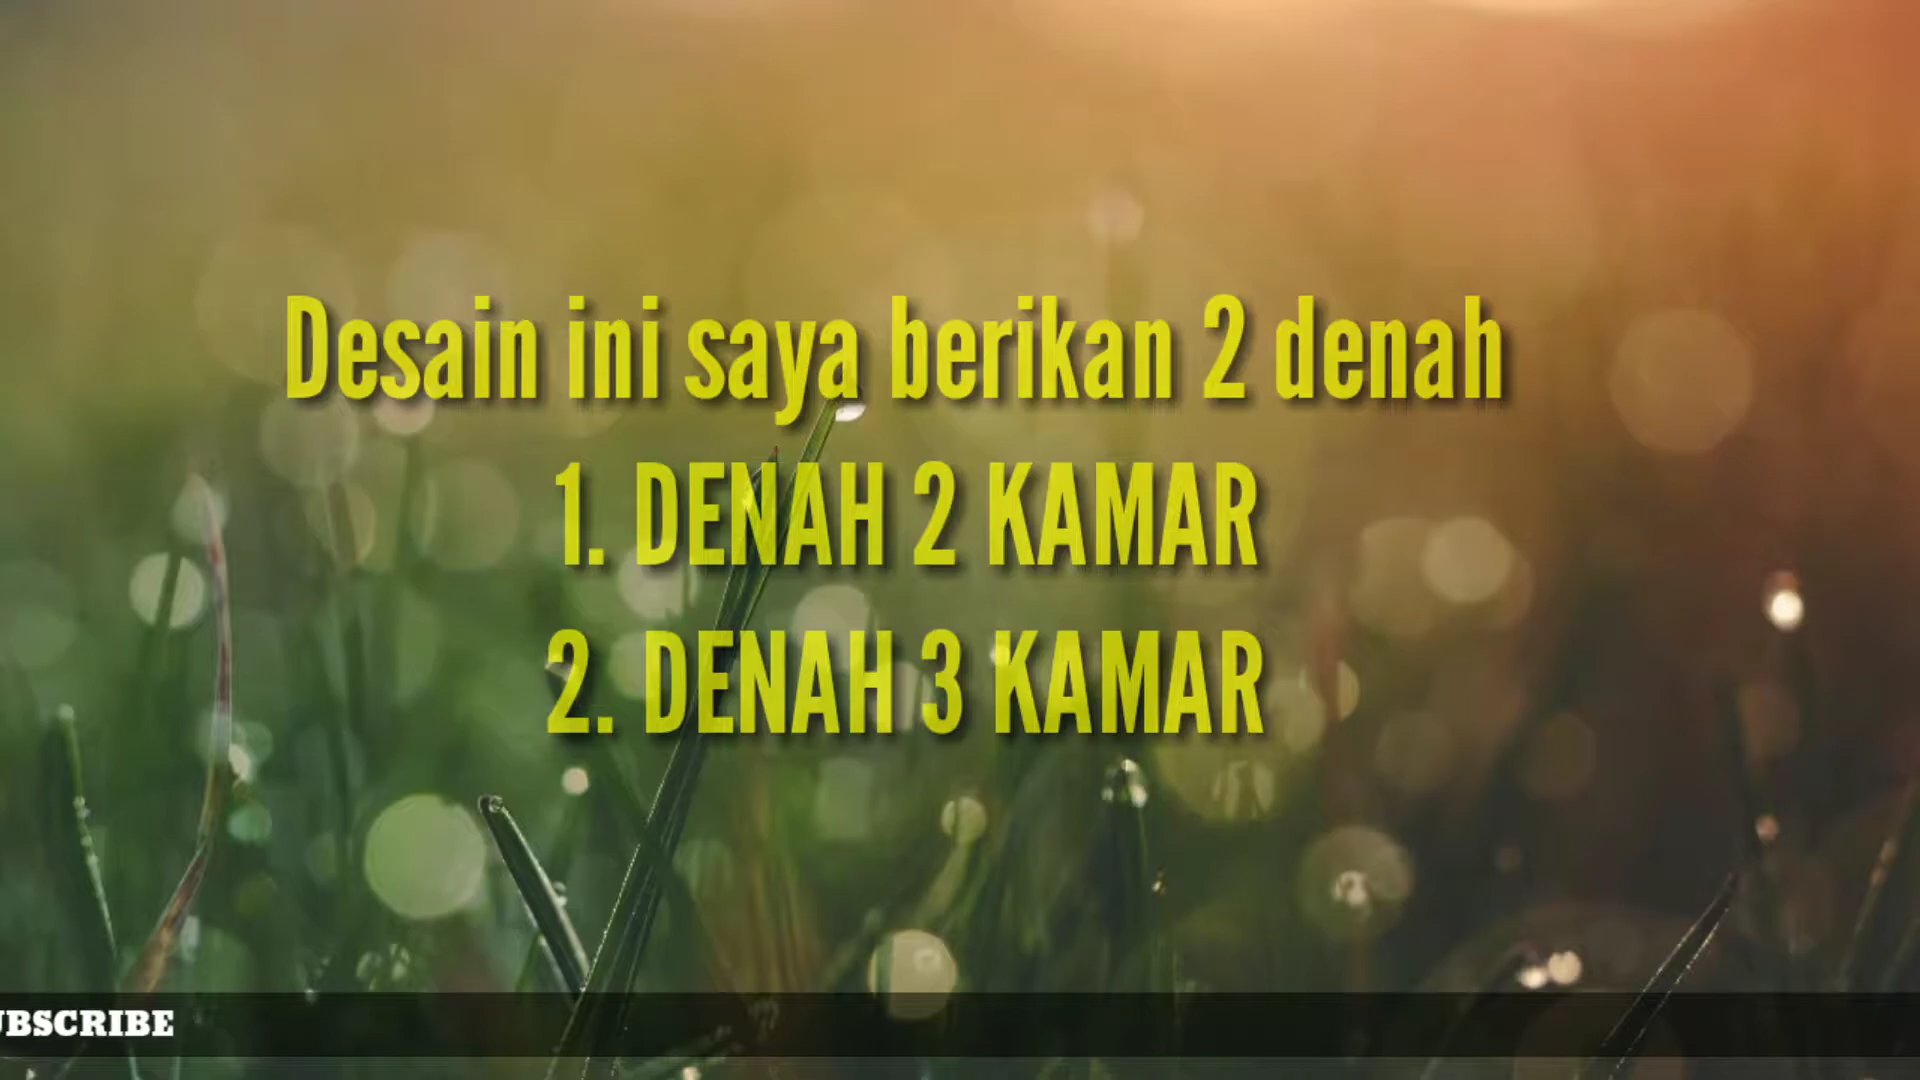 Desain ini saya berikan 2 denah
1. DENAH 2 KAMAR
2. DENAH 3 KAMAR
UBSCRIBE